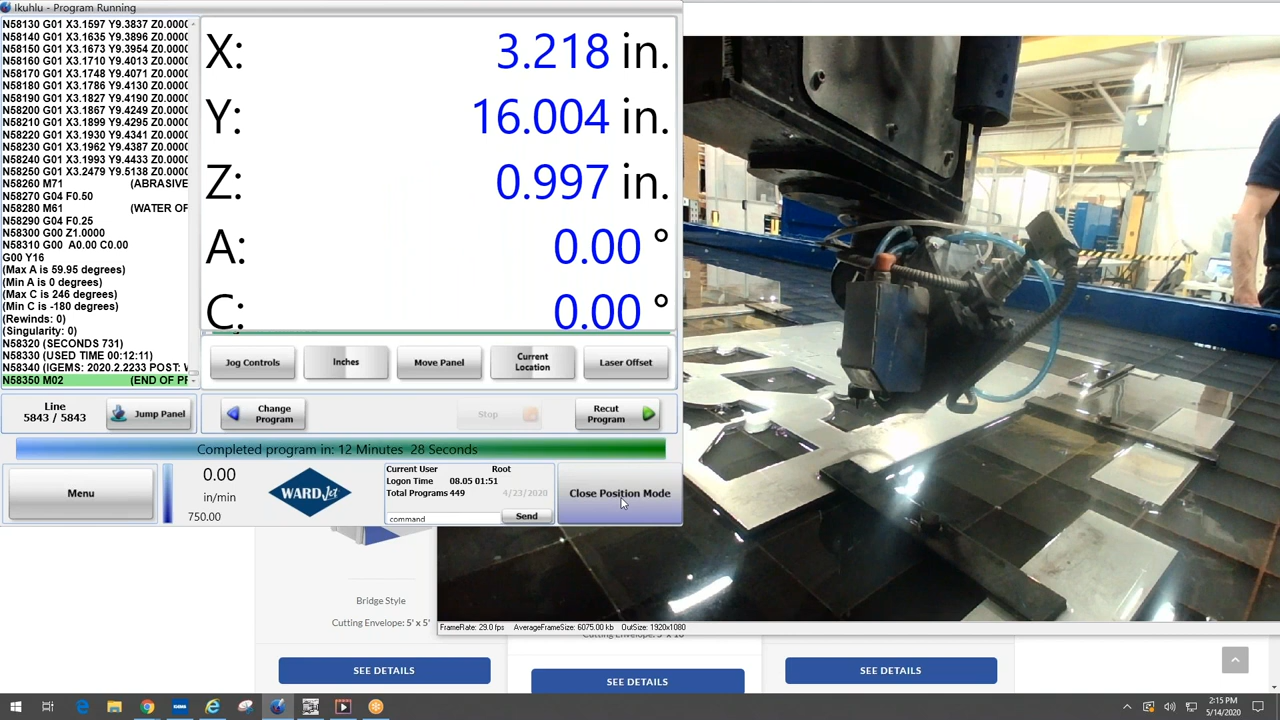 Ikuhlu - Program Running
N58130 G01 X3.1597 Y9.3837 Z0.0000
N58140 G01 X3.1635 Y9.3896 Z0.0000
N58150 G01 X3.1673 Y9.3954 Z0.0000
N58160 G01 X3.1710 Y9.4013 Z0.0000
N58170 G01 X3.1748 Y9.4071 Z0.0000
N58180 G01 X3.1786 Y9.4130 Z0.0000
N58190 G01 X3.1827 Y9.4190 Z0.0000
N58200 G01 X3.1867 Y9.4249 Z0.0000
N58210 G01 X3.1899 Y9.4295 Z0.0000
N58220 G01 X3.1930 Y9.4341 Z0.0000
N58230 G01 X3.1962 Y9.4387 Z0.0000
N58240 G01 X3.1993 Y9.4433 Z0.0000
N58250 G01 X3.2479 Y9.5138 Z0.0000
N58260 M71 (ABRASIVE
N58270 G04 F0.50
N58280 M61 (WATER OF
N58290 G04 F0.25
N58300 G00 Z1.0000
N58310 G00 A0.00 C0.00
G00 Y16
(Max A is 59.95 degrees)
(Min A is 0 degrees)
(Max C is 246 degrees)
(Min C is -180 degrees)
(Rewinds: 0)
(Singularity: 0)
N58320 (SECONDS 731)
N58330 (USED TIME 00:12:11)
N58340 (IGEMS: 2020.2.2233 POST:
N58350 M02 (END OF PR
X: 3.218 in.
Y: 16.004 in.
Z: 0.997 in.
A: 0.00 °
C: 0.00 °
Jog Controls
Inches
Move Panel
Current
Location
Laser Offset
Line
5843 / 5843
Jump Panel
Change
Program
Stop
Recut
Program
Completed program in: 12 Minutes 28 Seconds
Menu
0.00
in/min
750.00
WARDJet
Current User Root
Logon Time 08.05 01:51
Total Programs 449 4/23/2020
command
Send
Close Position Mode
FrameRate: 29.0 fps AverageFrameSize: 6075.00 kb OutSize: 1920x1080
Bridge Style
Cutting Envelope: 5' x 5'
SEE DETAILS
SEE DETAILS
SEE DETAILS
2:15 PM
5/14/2020